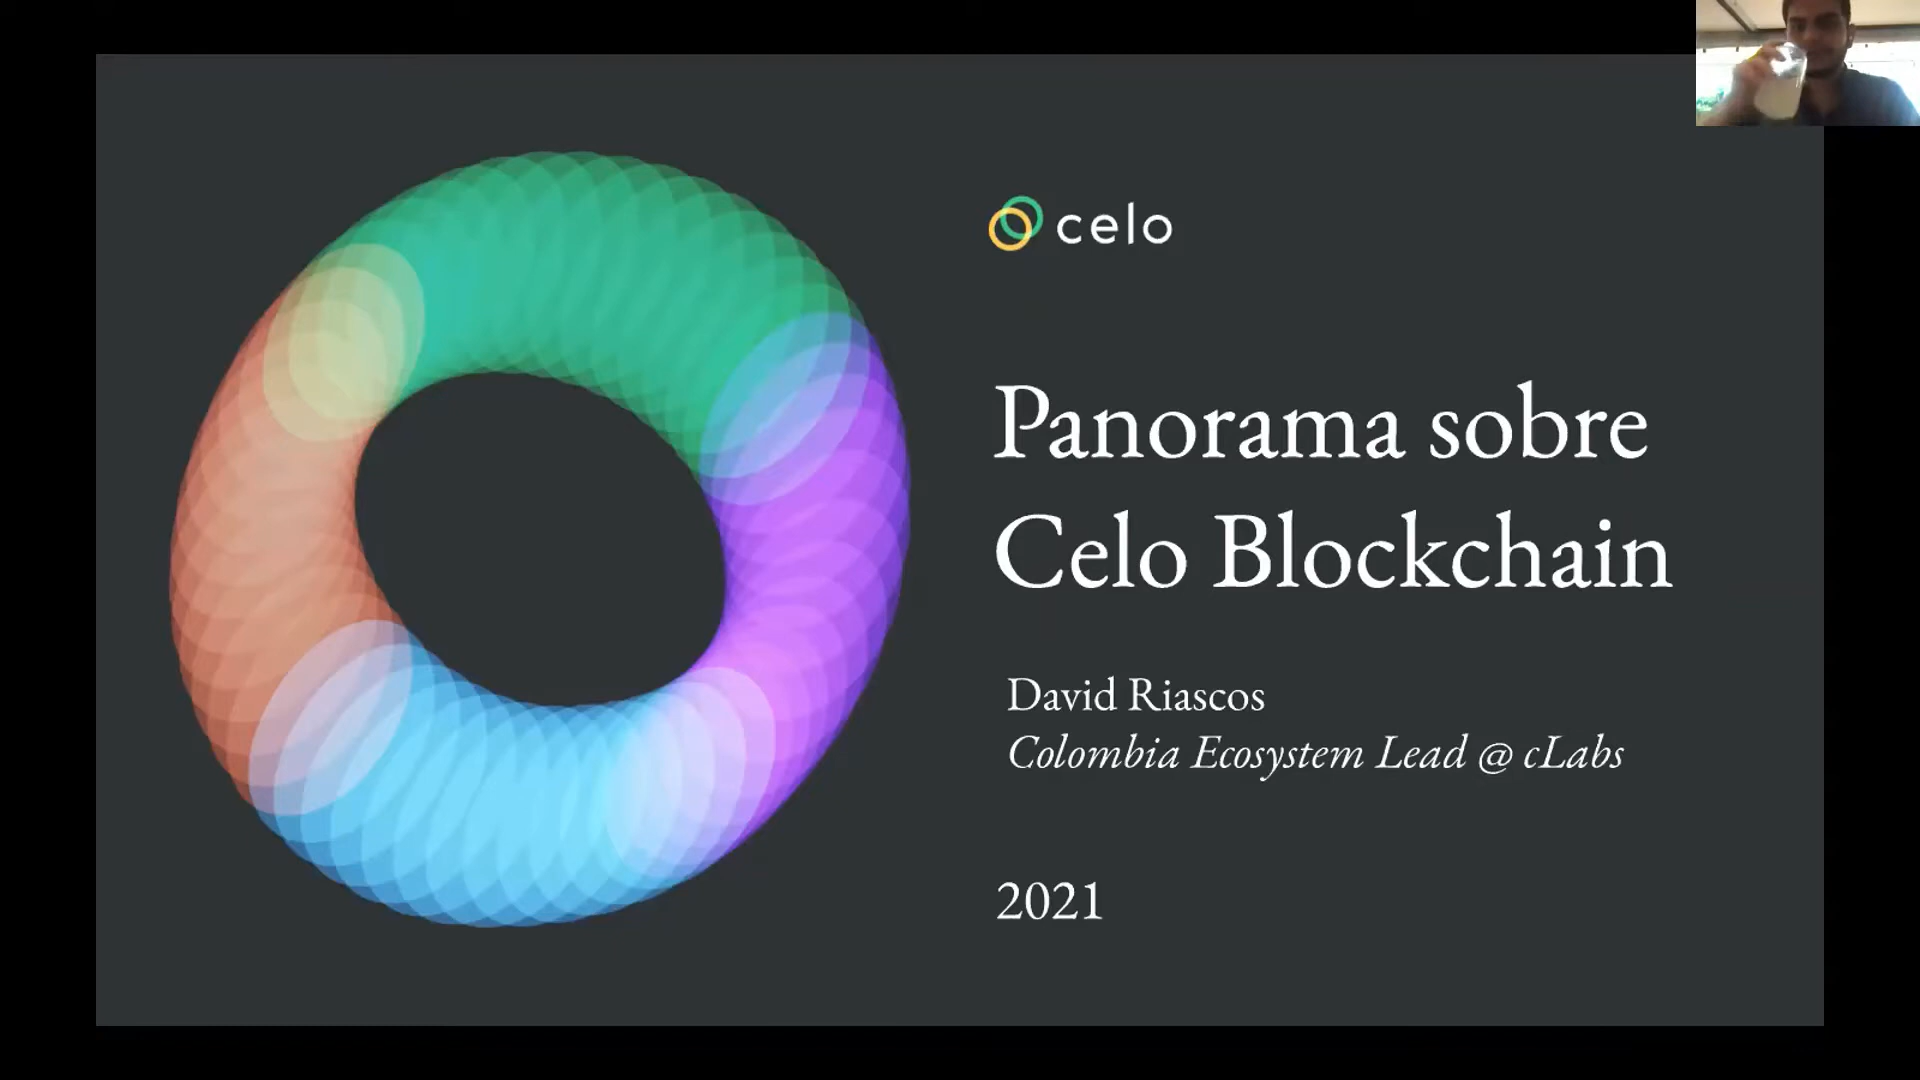 celo
Panorama sobre
Celo Blockchain
David Riascos
Colombia Ecosystem Lead @ cLabs
2021